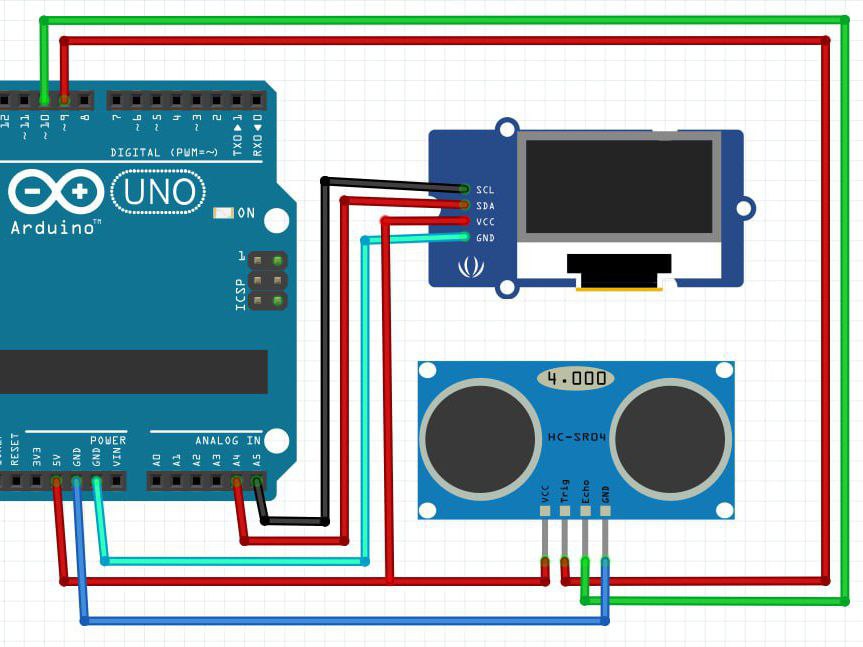 12
~11
~10
~9
8
7
~6
~5
4
~3
2
TX0▶1
RX0◀0
DIGITAL (PWM=~)
UNO
ON
Arduino™
1
ICSP
SCL
SDA
VCC
GND
4.000
HC-SR04
VCC
Trig
Echo
GND
POWER
ANALOG IN
RESET
3V3
5V
GND
GND
VIN
A0
A1
A2
A3
A4
A5